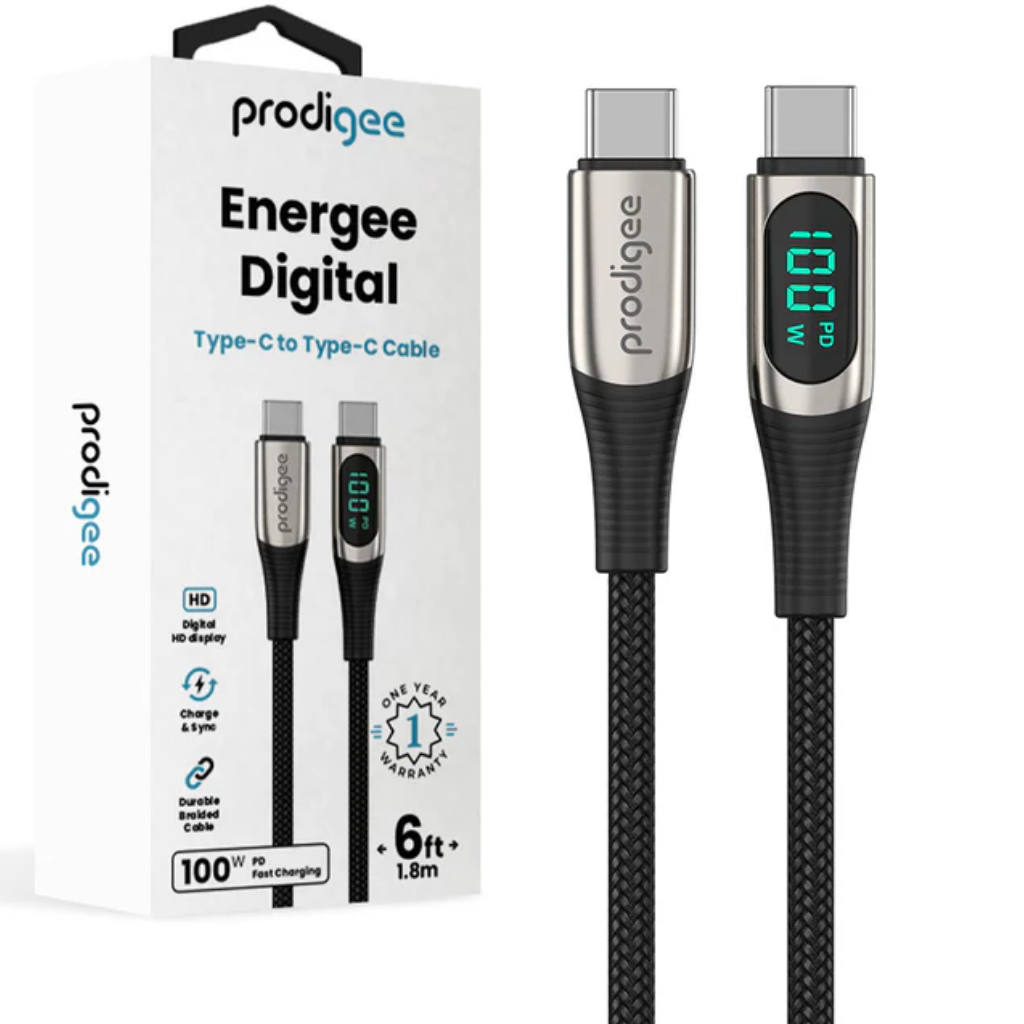 prodigee
Energee
Digital
Type-C to Type-C Cable
prodigee
prodigee
100
PD
W
HD
Digital
HD display
Charge
& Sync
Durable
Braided
Cable
ONE YEAR
1
WARRANTY
100W PD
Fast Charging
6ft
1.8m
prodigee
100
PD
W